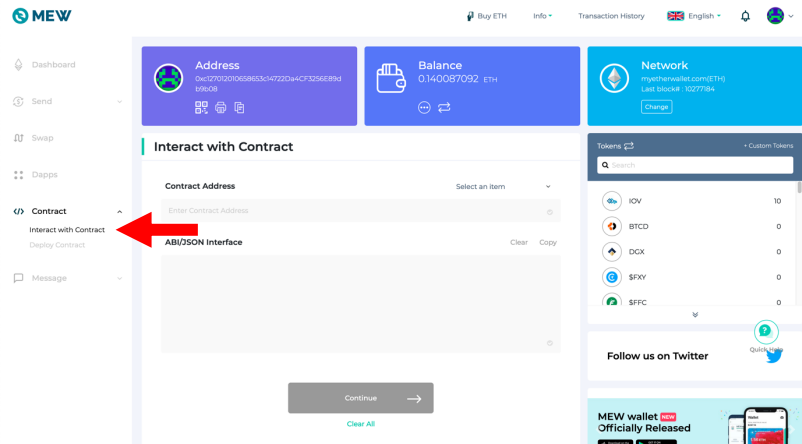 MEW
Buy ETH
Info
Transaction History
English
Dashboard
Send
Swap
Dapps
Contract
Interact with Contract
Deploy Contract
Message
Address
0xc127012010658653c14722Da4CF3256E89d
b9b08
Balance
0.140087092 ETH
Network
myetherwallet.com(ETH)
Last block# : 10277184
Change
Interact with Contract
Contract Address
Select an item
Enter Contract Address
ABI/JSON Interface
Clear Copy
Continue
Clear All
Tokens
+ Custom Tokens
Search
IOV 10
BTCD 0
DGX 0
$FXY 0
$FFC 0
Quick Help
Follow us on Twitter
MEW wallet NEW
Officially Released